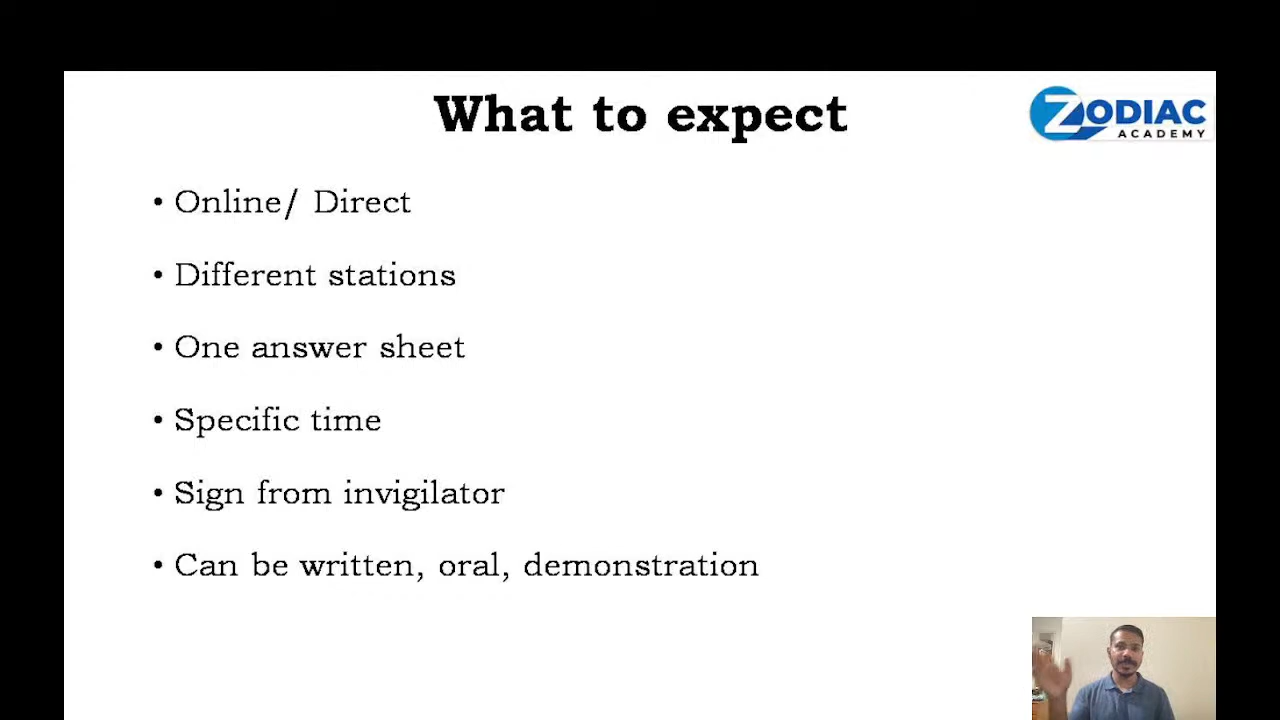 What to expect
ZODIAC
ACADEMY
• Online/ Direct
• Different stations
• One answer sheet
• Specific time
• Sign from invigilator
• Can be written, oral, demonstration